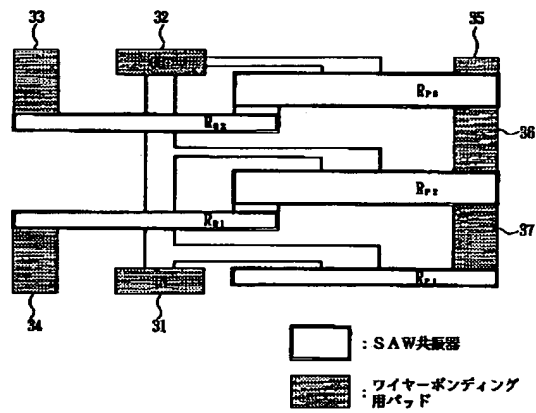 33
32
35
R_P3
R_S2
36
R_P2
R_S1
37
R_P1
34
31
：SAW共振器
：ワイヤーボンディング
用パッド